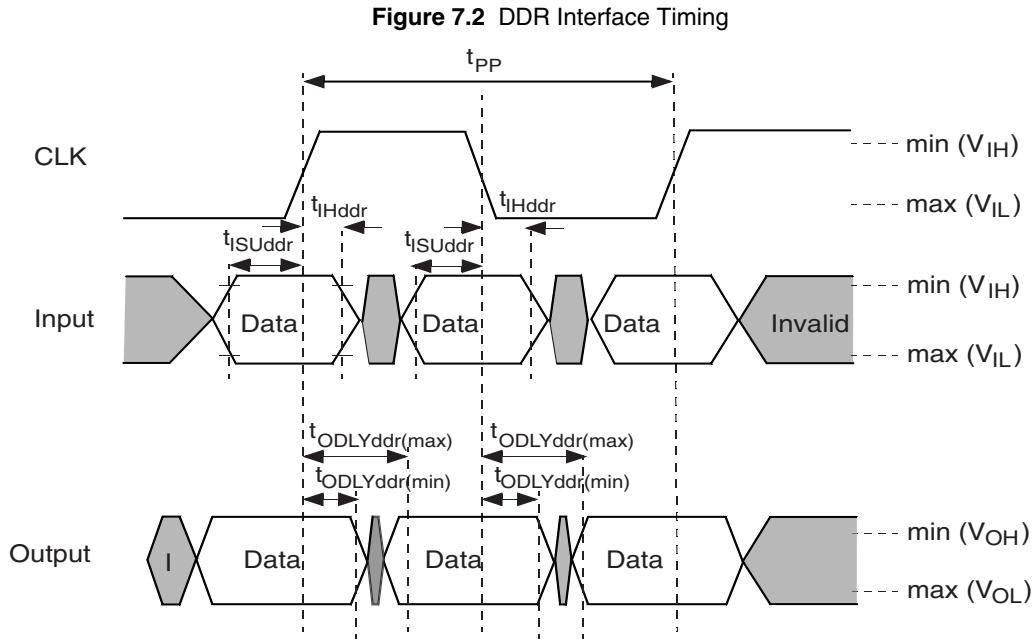 Figure 7.2 DDR Interface Timing
tPP
CLK
min (VIH)
max (VIL)
tIHddr
tIHddr
tISUddr
tISUddr
Input
Data
Data
Data
Invalid
min (VIH)
max (VIL)
tODLYddr(max)
tODLYddr(max)
tODLYddr(min)
tODLYddr(min)
Output
I
Data
Data
Data
min (VOH)
max (VOL)